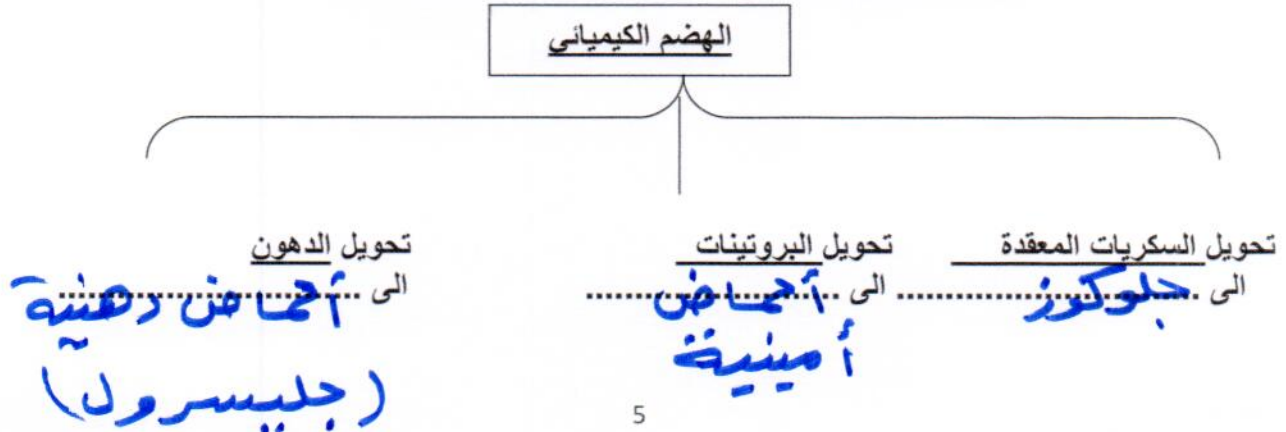 الهضم الكيميائي
تحويل السكريات المعقدة
الى ........ جلوكوز
تحويل البروتينات
الى ........ أحماض
أمينية
تحويل الدهون
الى ........ أحماض دهنية
(جليسرول)
5